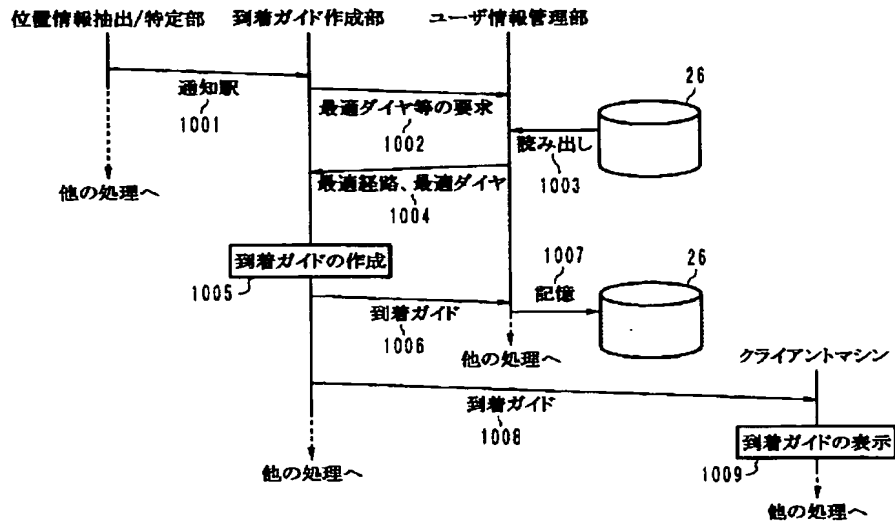 位置情報抽出/特定部
到着ガイド作成部
ユーザ情報管理部
通知駅
1001
最適ダイヤ等の要求
1002
26
読み出し
1003
他の処理へ
最適経路、最適ダイヤ
1004
到着ガイドの作成
1005
1007
記憶
26
到着ガイド
1006
他の処理へ
クライアントマシン
到着ガイド
1008
到着ガイドの表示
1009
他の処理へ
他の処理へ